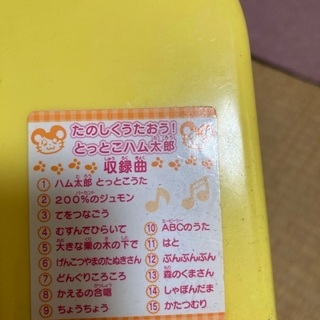 たのしくうたおう!
とっとこハム太郎
収録曲
① ハム太郎 とっとこうた
② 200%のジュモン
③ てをつなごう
④ むすんでひらいて
⑤ 大きな栗の木の下で
⑥ げんこつやまのたぬきさん
⑦ どんぐりころころ
⑧ かえるの合唱
⑨ ちょうちょう
⑩ ABCのうた
⑪ はと
⑫ ぶんぶんぶん
⑬ 森のくまさん
⑭ しゃぼんだま
⑮ かたつむり